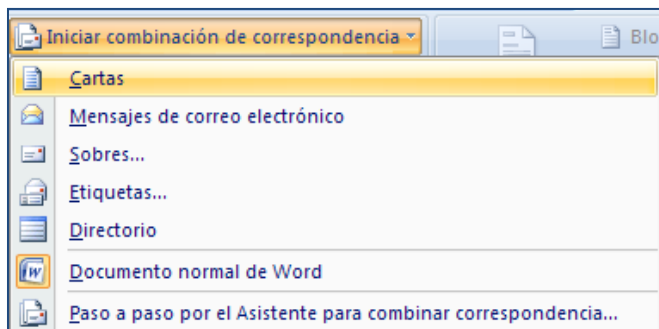 Iniciar combinación de correspondencia
Blo
Cartas
Mensajes de correo electrónico
Sobres...
Etiquetas...
Directorio
Documento normal de Word
Paso a paso por el Asistente para combinar correspondencia...